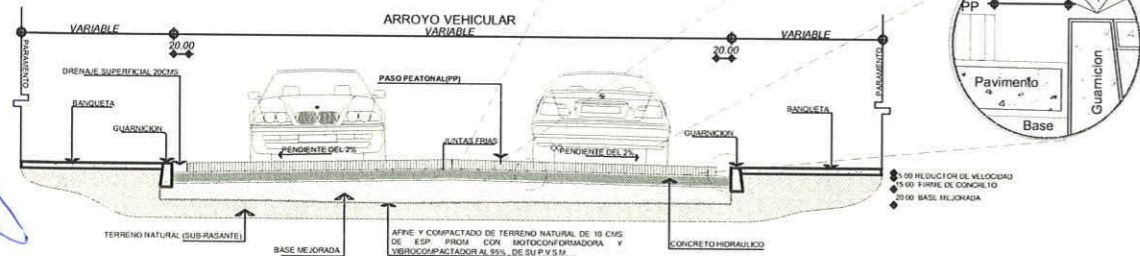 ARROYO VEHICULAR
VARIABLE
VARIABLE
VARIABLE
20.00
20.00
PARAMENTO
PARAMENTO
DRENAJE SUPERFICIAL 20CMS
PASO PEATONAL(PP)
BANQUETA
BANQUETA
GUARNICION
GUARNICION
JUNTAS FRIAS
PENDIENTE DEL 2%
PENDIENTE DEL 2%
5.00 REDUCTOR DE VELOCIDAD
15.00 FIRME DE CONCRETO
20.00 BASE MEJORADA
TERRENO NATURAL (SUB-RASANTE)
BASE MEJORADA
AFINE Y COMPACTADO DE TERRENO NATURAL DE 10 CMS
DE ESP. PROM. CON MOTOCONFORMADORA Y
VIBROCOMPACTADOR AL 95% DE SU P.V.S.M.
CONCRETO HIDRAULICO
PP
Pavimento
Guarnicion
Base